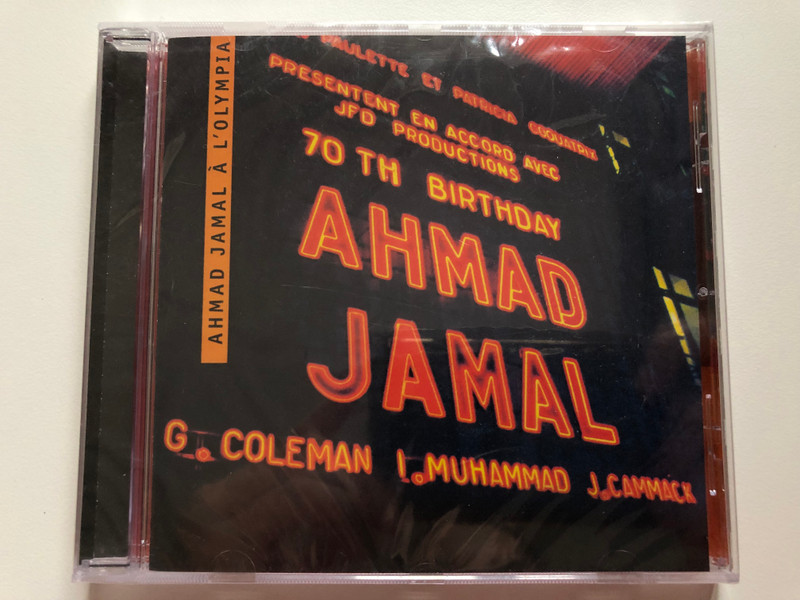 AHMAD JAMAL À L'OLYMPIA
PAULETTE ET PATRICIA COQUATRIX
PRESENTENT EN ACCORD AVEC
JFD PRODUCTIONS
70 TH BIRTHDAY
AHMAD
JAMAL
G. COLEMAN I. MUHAMMAD J. CAMMACK